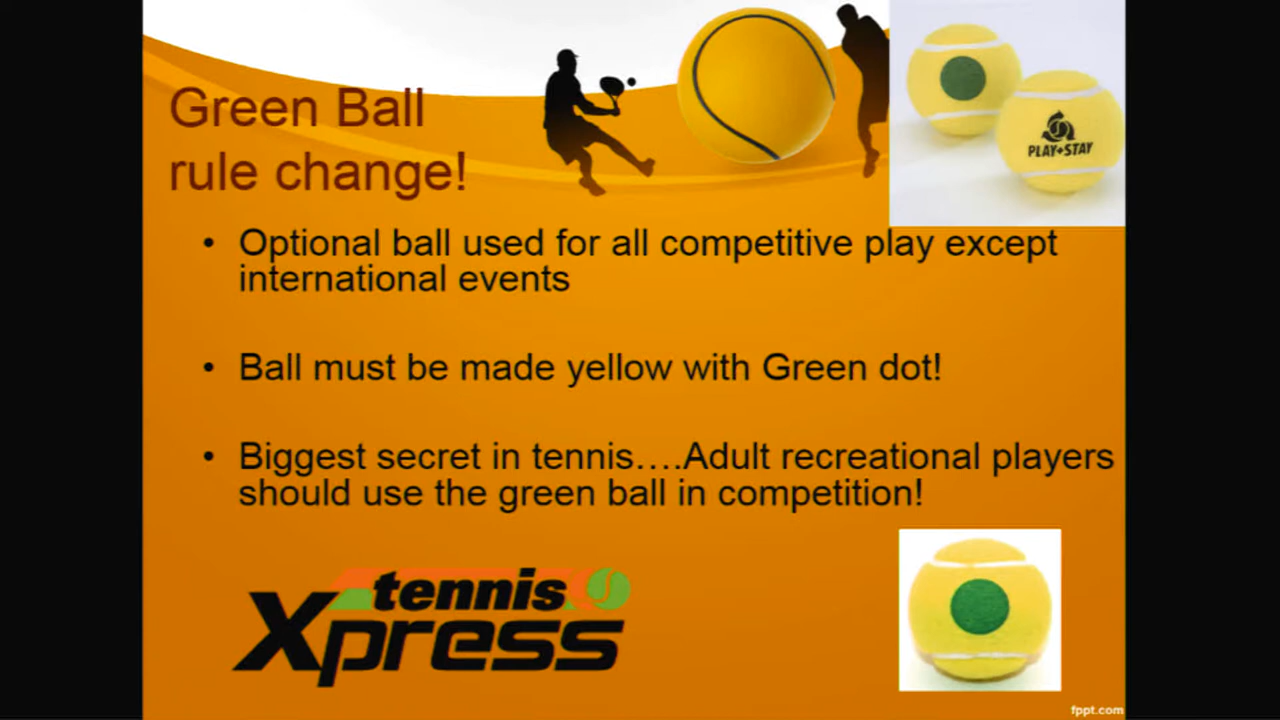 Green Ball
rule change!
PLAY+STAY
• Optional ball used for all competitive play except
international events
• Ball must be made yellow with Green dot!
• Biggest secret in tennis….Adult recreational players
should use the green ball in competition!
tennis
Xpress
fppt.com